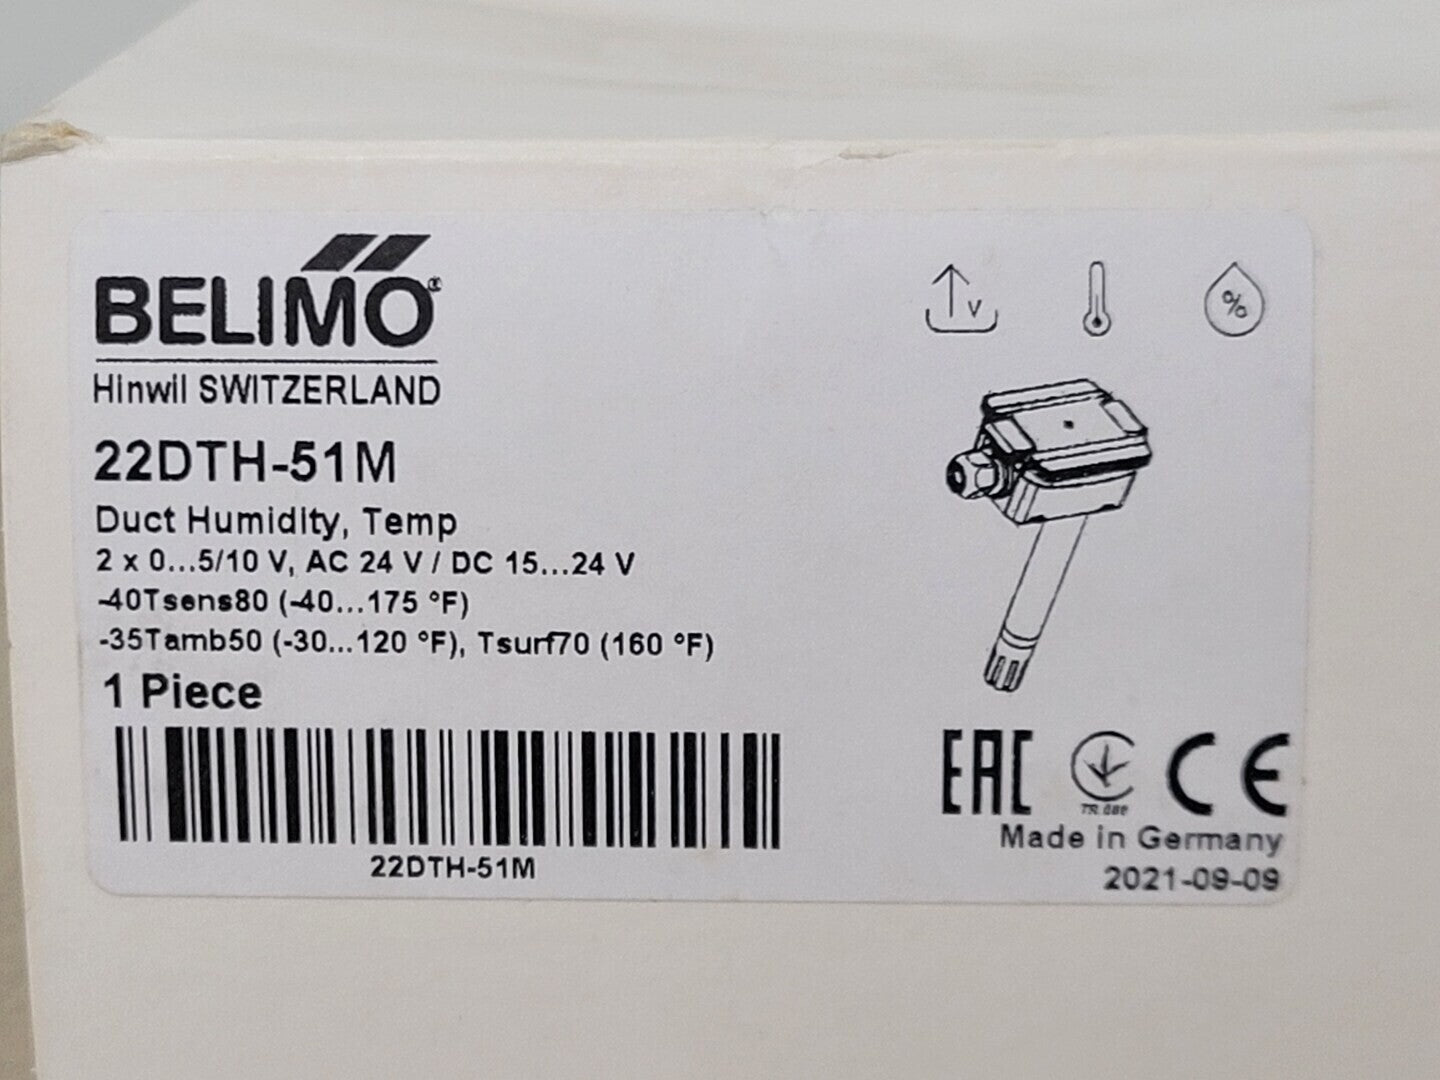 BELIMO®
Hinwil SWITZERLAND
22DTH-51M
Duct Humidity, Temp
2 x 0...5/10 V, AC 24 V / DC 15...24 V
-40Tsens80 (-40...175 °F)
-35Tamb50 (-30...120 °F), Tsurf70 (160 °F)
1 Piece
22DTH-51M
V
%
EAC
CE
Made in Germany
2021-09-09